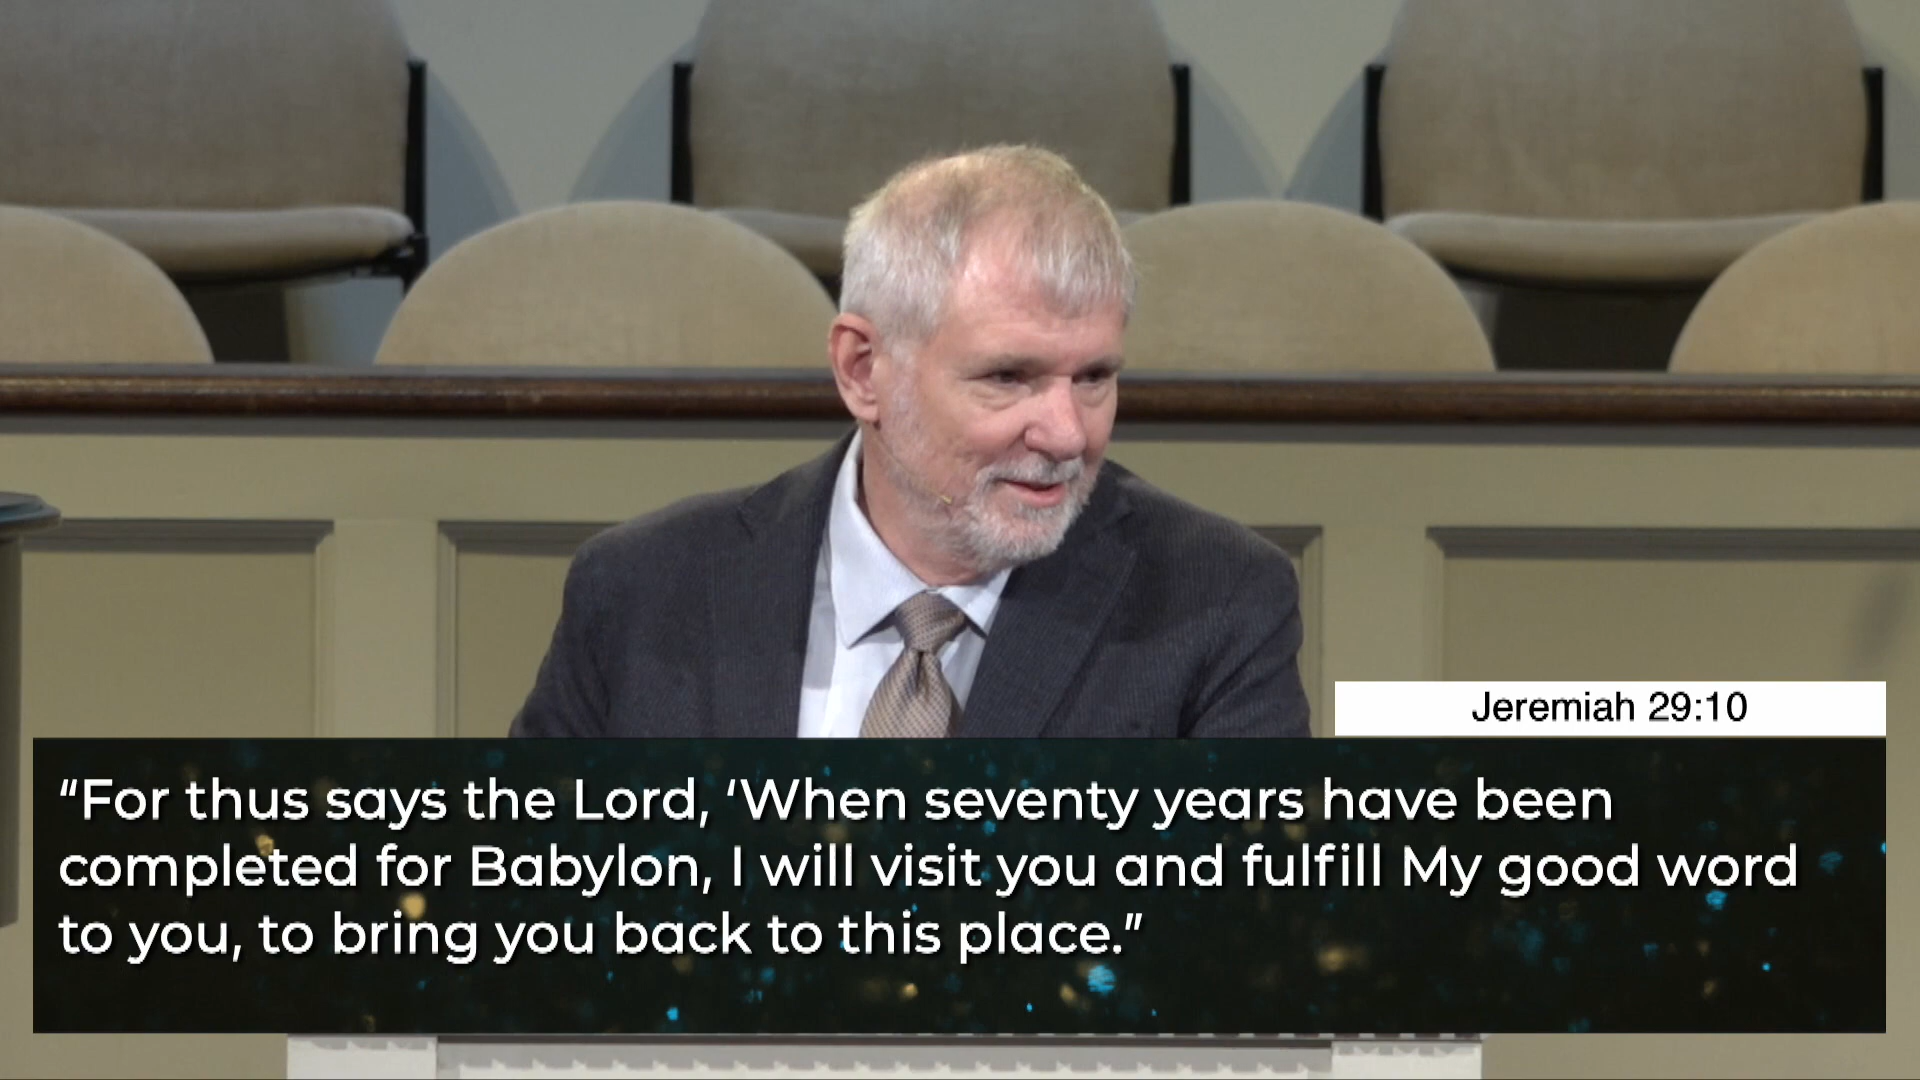 Jeremiah 29:10
“For thus says the Lord, ‘When seventy years have been
completed for Babylon, I will visit you and fulfill My good word
to you, to bring you back to this place.”